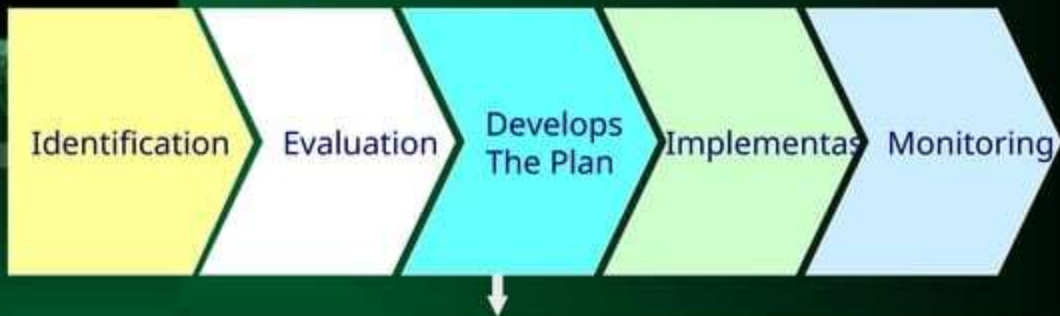 Identification
Evaluation
Develops
The Plan
Implementas
Monitoring